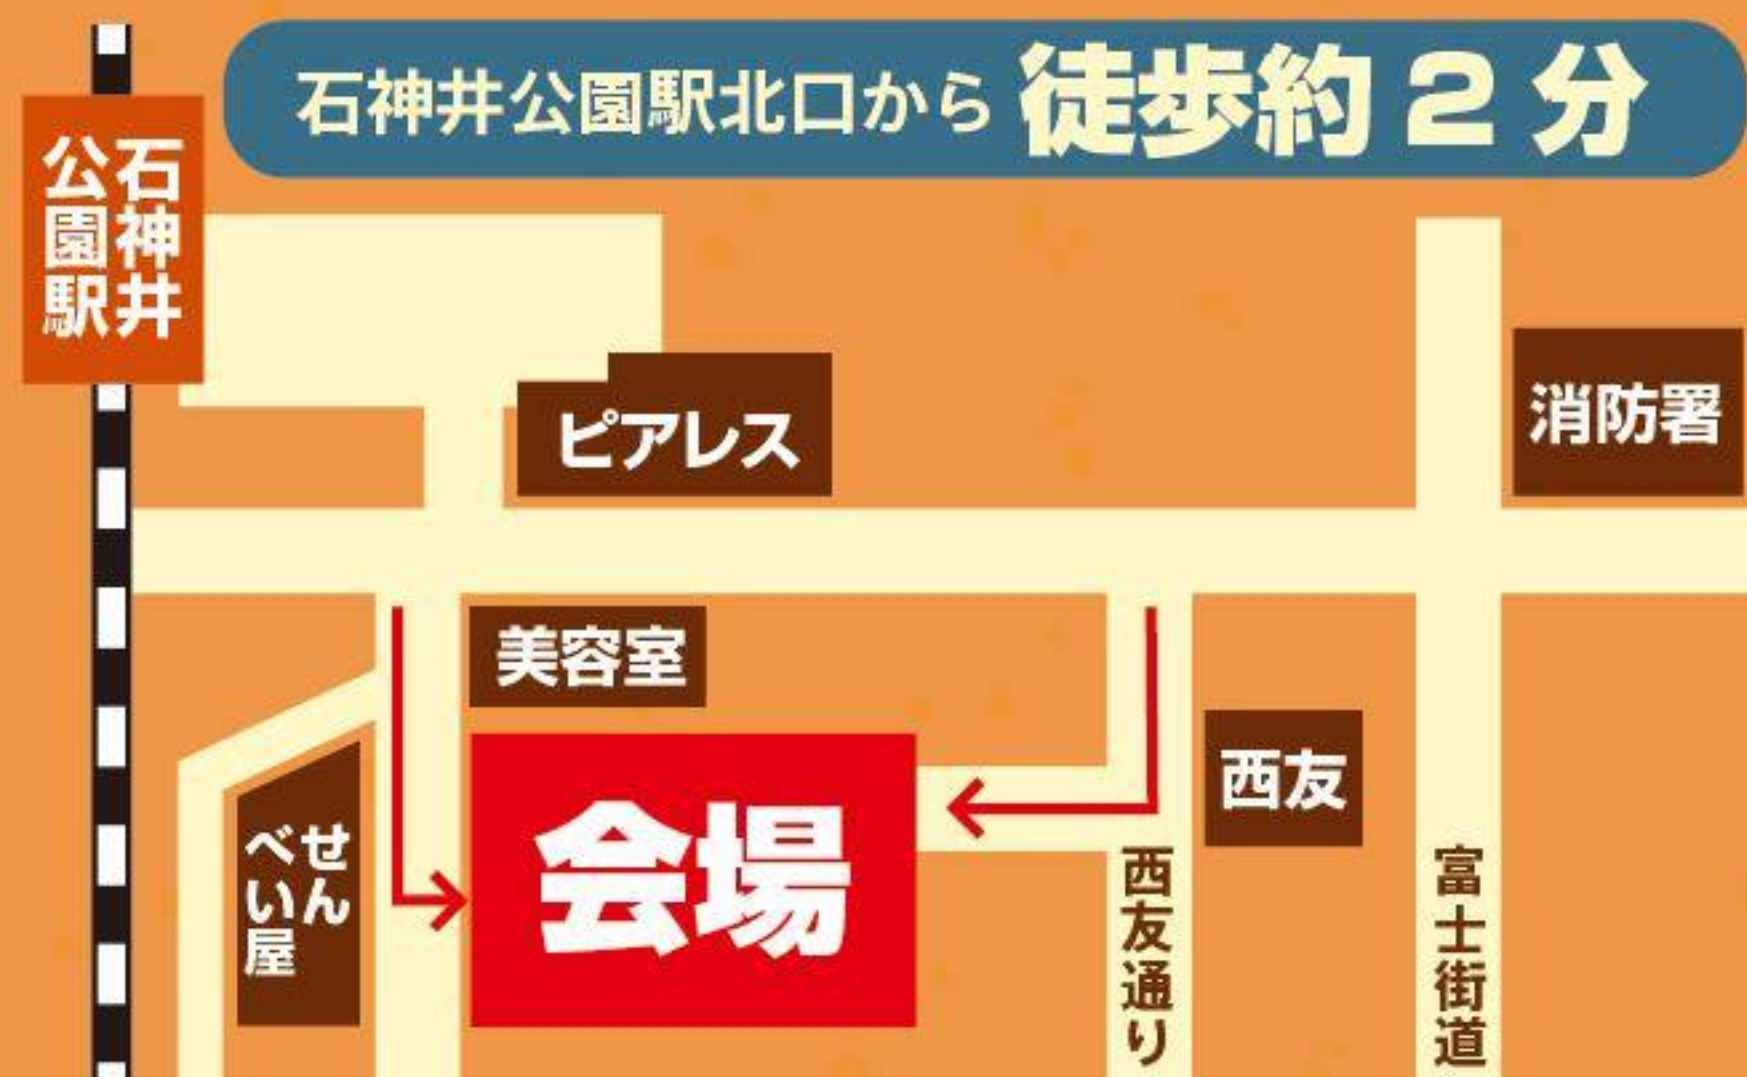 石神井公園駅北口から 徒歩約2分
石神井
公園駅
ピアレス
消防署
美容室
西友
せん
べい屋
会場
西友通り
富士街道